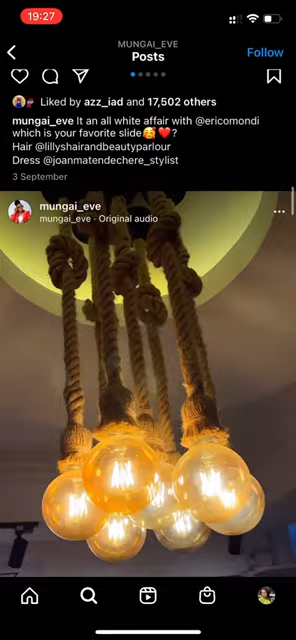 19:27
MUNGAI_EVE
Posts
Follow
Liked by azz_iad and 17,502 others
mungai_eve It an all white affair with @ericomondi
which is your favorite slide🥰❤️?
Hair @lillyshairandbeautyparlour
Dress @joanmatendechere_stylist
3 September
mungai_eve
mungai_eve · Original audio